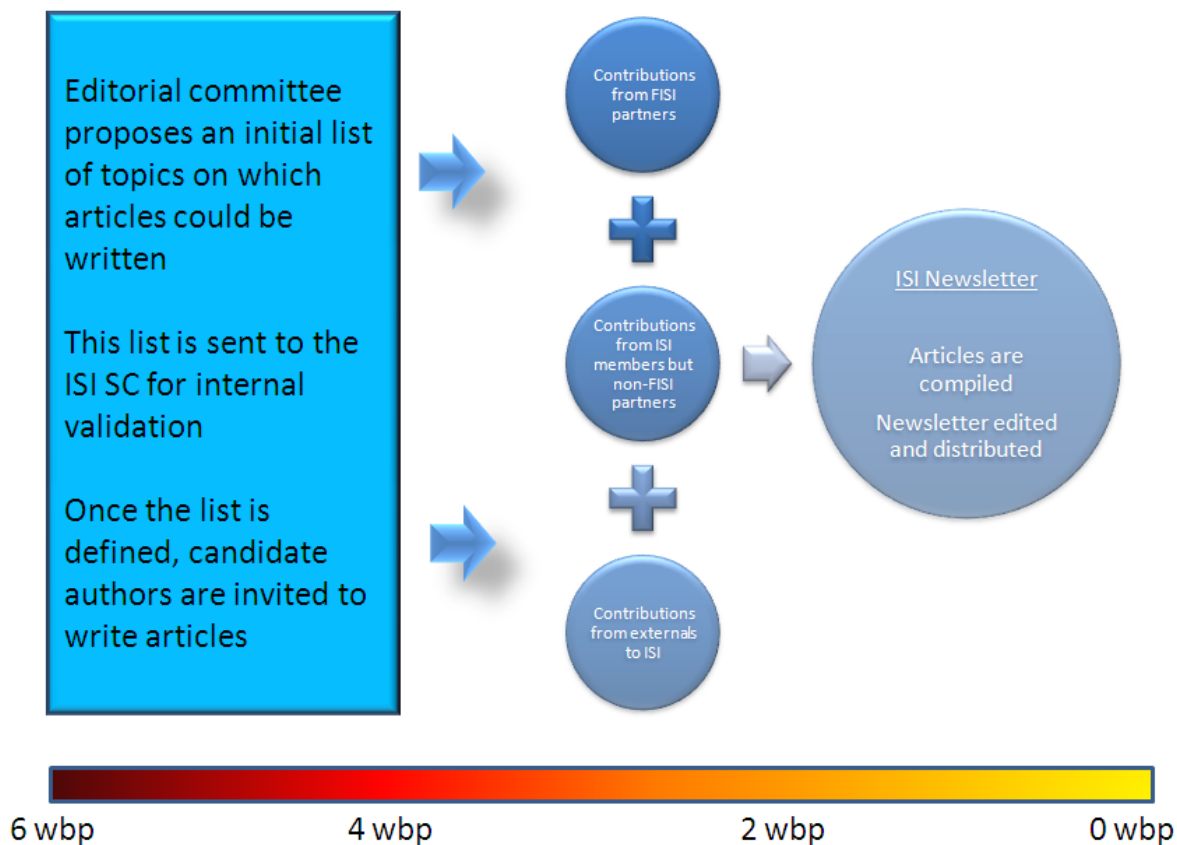 Editorial committee
proposes an initial list
of topics on which
articles could be
written
This list is sent to the
ISI SC for internal
validation
Once the list is
defined, candidate
authors are invited to
write articles
Contributions
from FISI
partners
Contributions
from ISI
members but
non-FISI
partners
Contributions
from externals
to ISI
ISI Newsletter
Articles are
compiled
Newsletter edited
and distributed
6 wbp
4 wbp
2 wbp
0 wbp